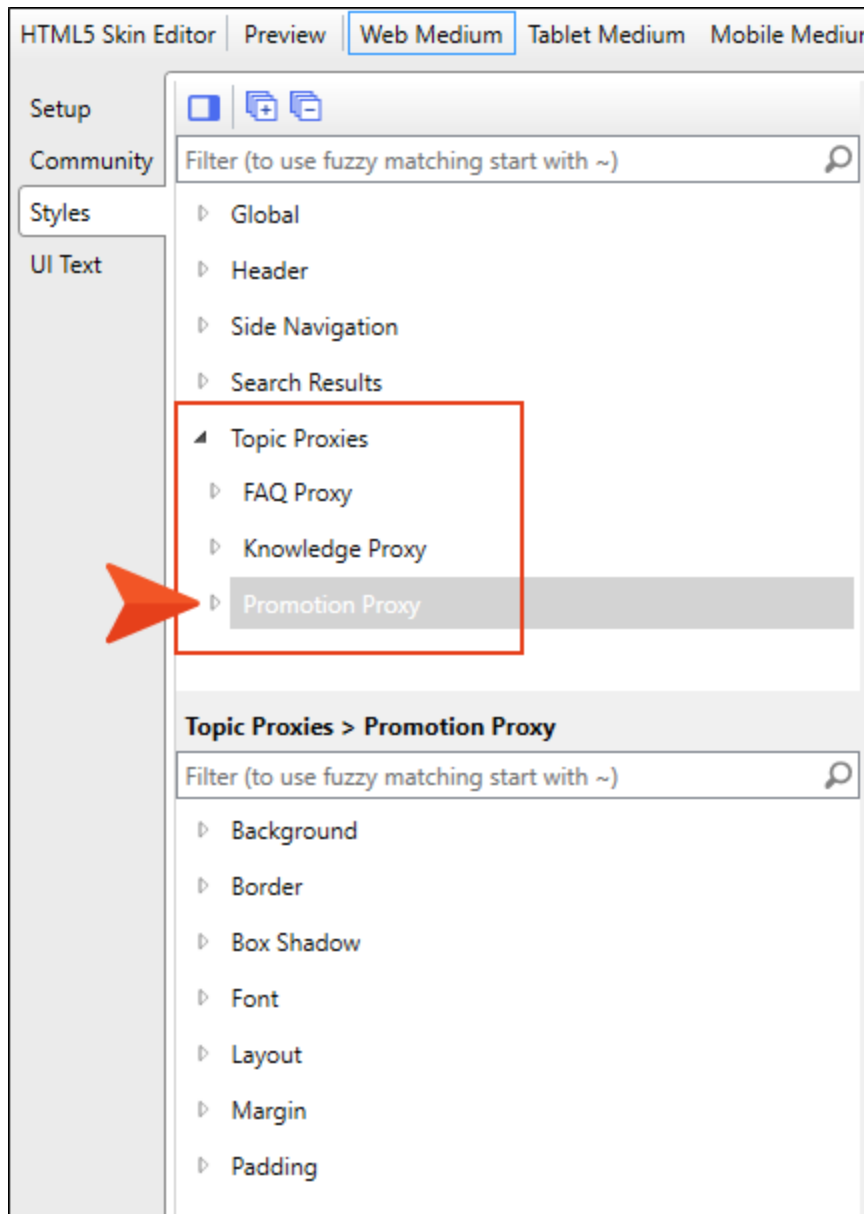 HTML5 Skin Editor Preview Web Medium Tablet Medium Mobile Medium
Setup
Community
Styles
UI Text
Filter (to use fuzzy matching start with ~)
Global
Header
Side Navigation
Search Results
Topic Proxies
FAQ Proxy
Knowledge Proxy
Promotion Proxy
Topic Proxies > Promotion Proxy
Filter (to use fuzzy matching start with ~)
Background
Border
Box Shadow
Font
Layout
Margin
Padding